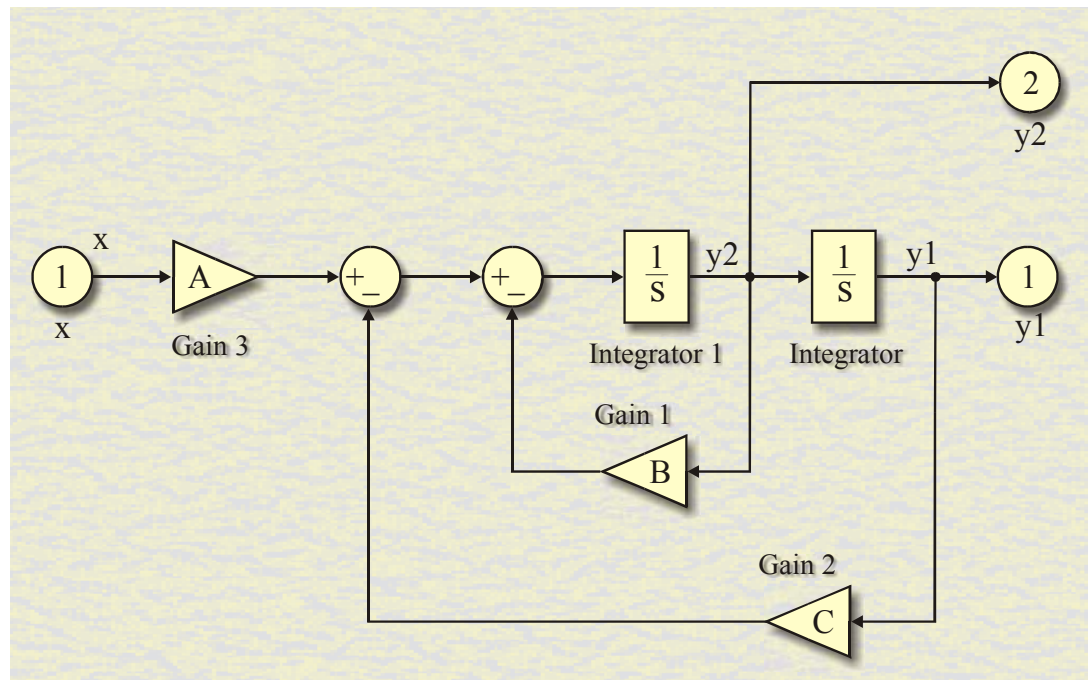 2
y2
x
1
x
A
Gain 3
+
−
+
−
1
s
Integrator 1
y2
1
s
Integrator
y1
1
y1
Gain 1
B
Gain 2
C